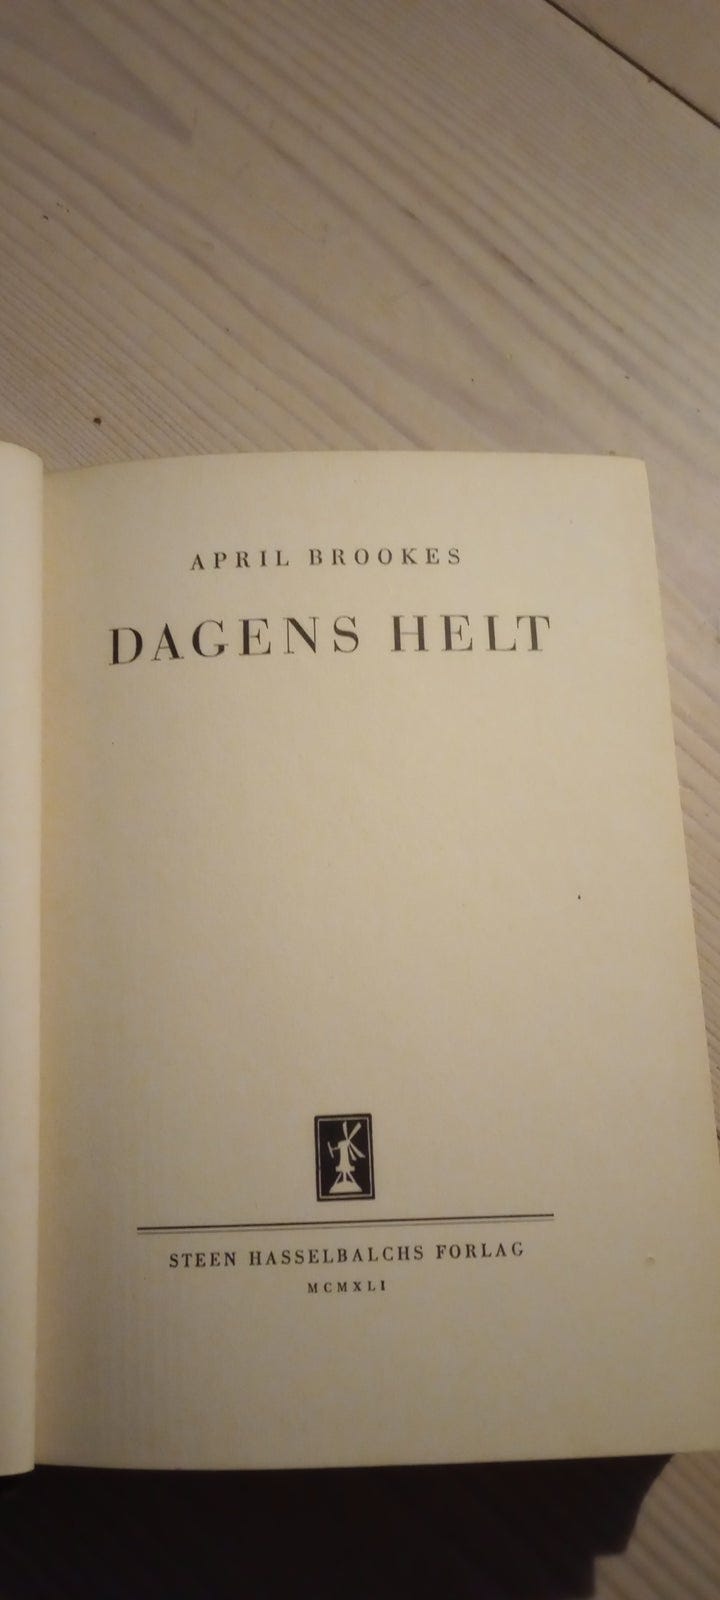 APRIL BROOKES
DAGENS HELT
STEEN HASSELBALCHS FORLAG
MCMXLI